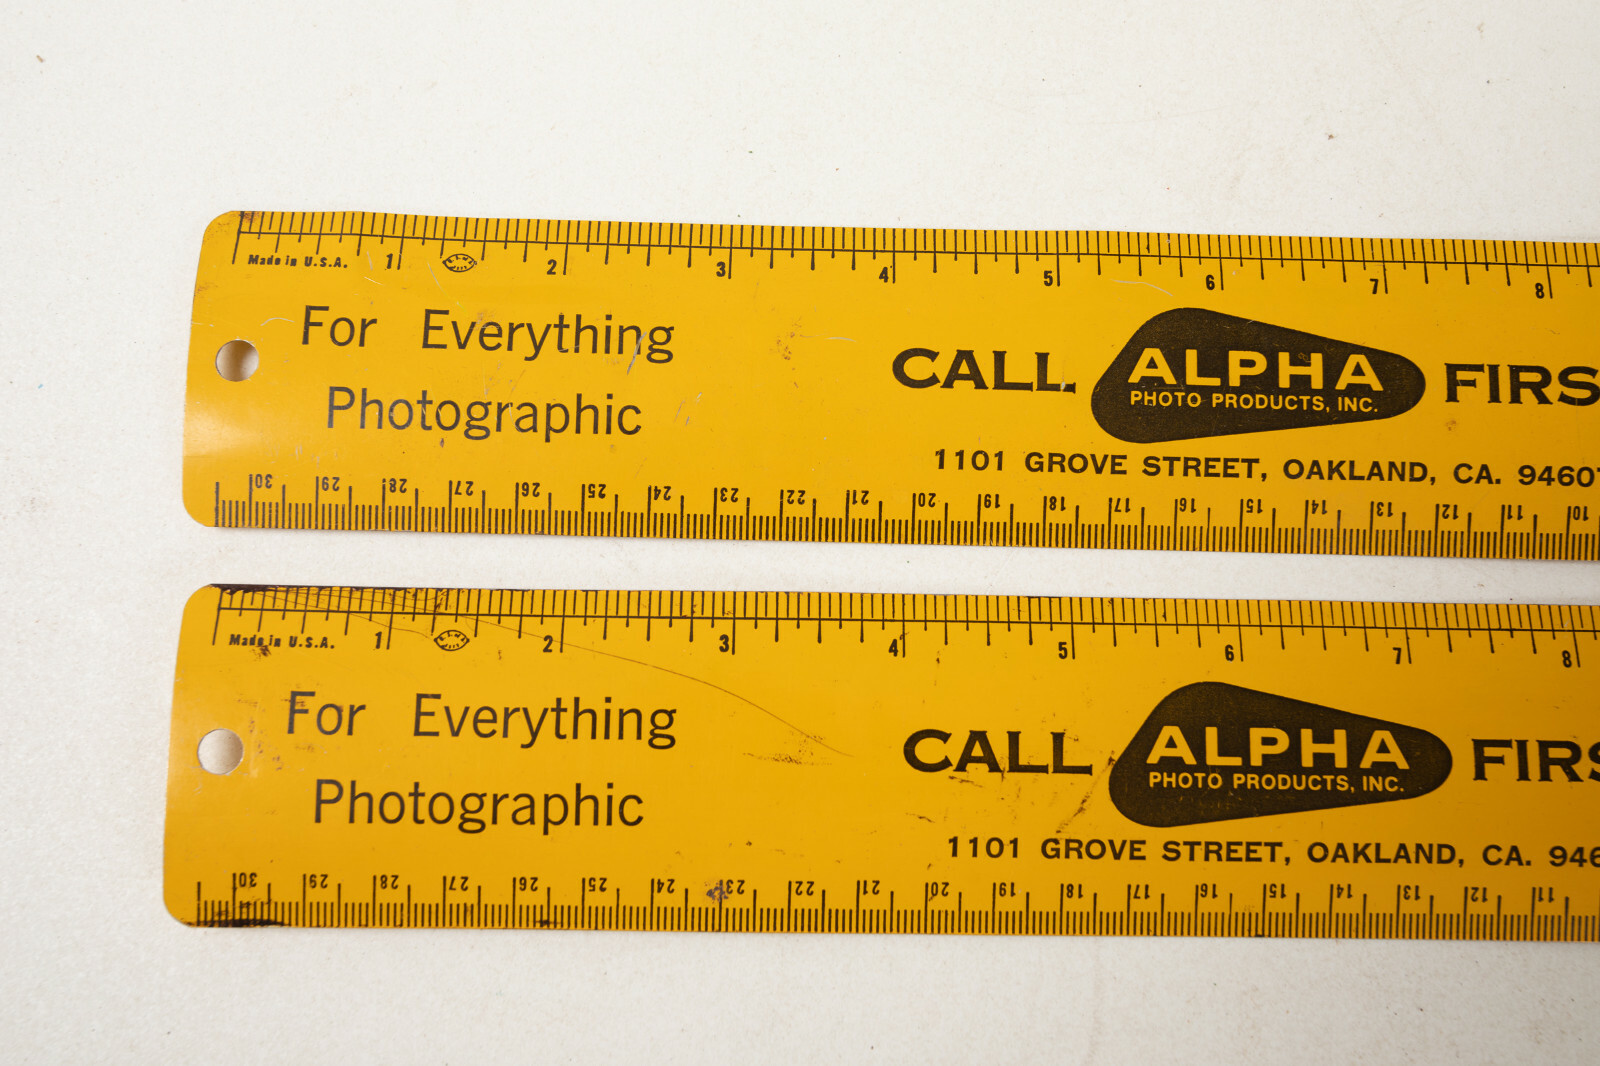 Made in U.S.A. 1 2 3 4 5 6 7 8
For Everything
Photographic
CALL ALPHA FIRS
PHOTO PRODUCTS, INC.
1101 GROVE STREET, OAKLAND, CA. 94607
30 29 28 27 26 25 24 23 22 21 20 19 18 17 16 15 14 13 12 11 10
Made in U.S.A. 1 2 3 4 5 6 7 8
For Everything
Photographic
CALL ALPHA FIRS
PHOTO PRODUCTS, INC.
1101 GROVE STREET, OAKLAND, CA. 946
30 29 28 27 26 25 24 23 22 21 20 19 18 17 16 15 14 13 12 11